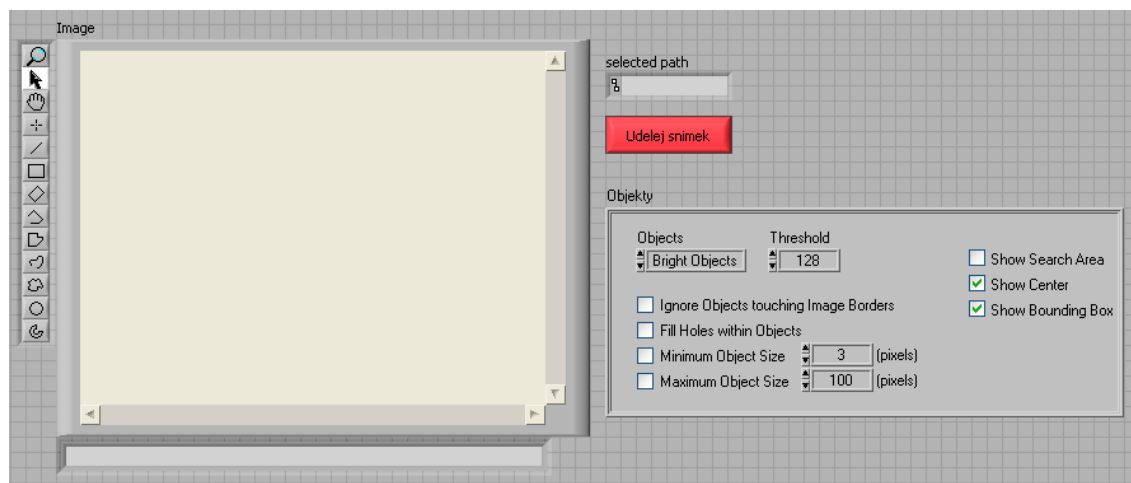 Image
selected path
Udelej snimek
Objekty
Objects Threshold
Bright Objects 128
Show Search Area
Show Center
Show Bounding Box
Ignore Objects touching Image Borders
Fill Holes within Objects
Minimum Object Size 3 (pixels)
Maximum Object Size 100 (pixels)